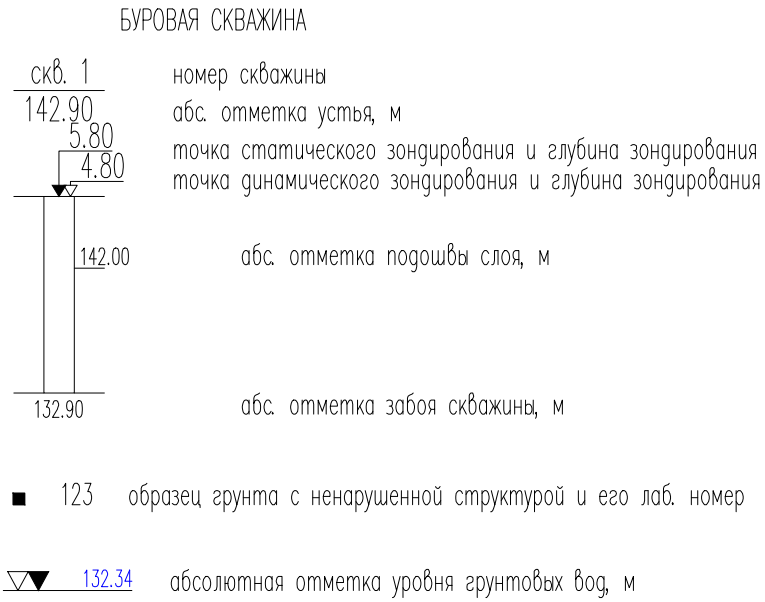 БУРОВАЯ СКВАЖИНА
скв. 1 номер скважины
142.90 абс. отметка устья, м
5.80 точка статического зондирования и глубина зондирования
4.80 точка динамического зондирования и глубина зондирования
142.00 абс. отметка подошвы слоя, м
132.90 абс. отметка забоя скважины, м
123 образец грунта с ненарушенной структурой и его лаб. номер
132.34 абсолютная отметка уровня грунтовых вод, м